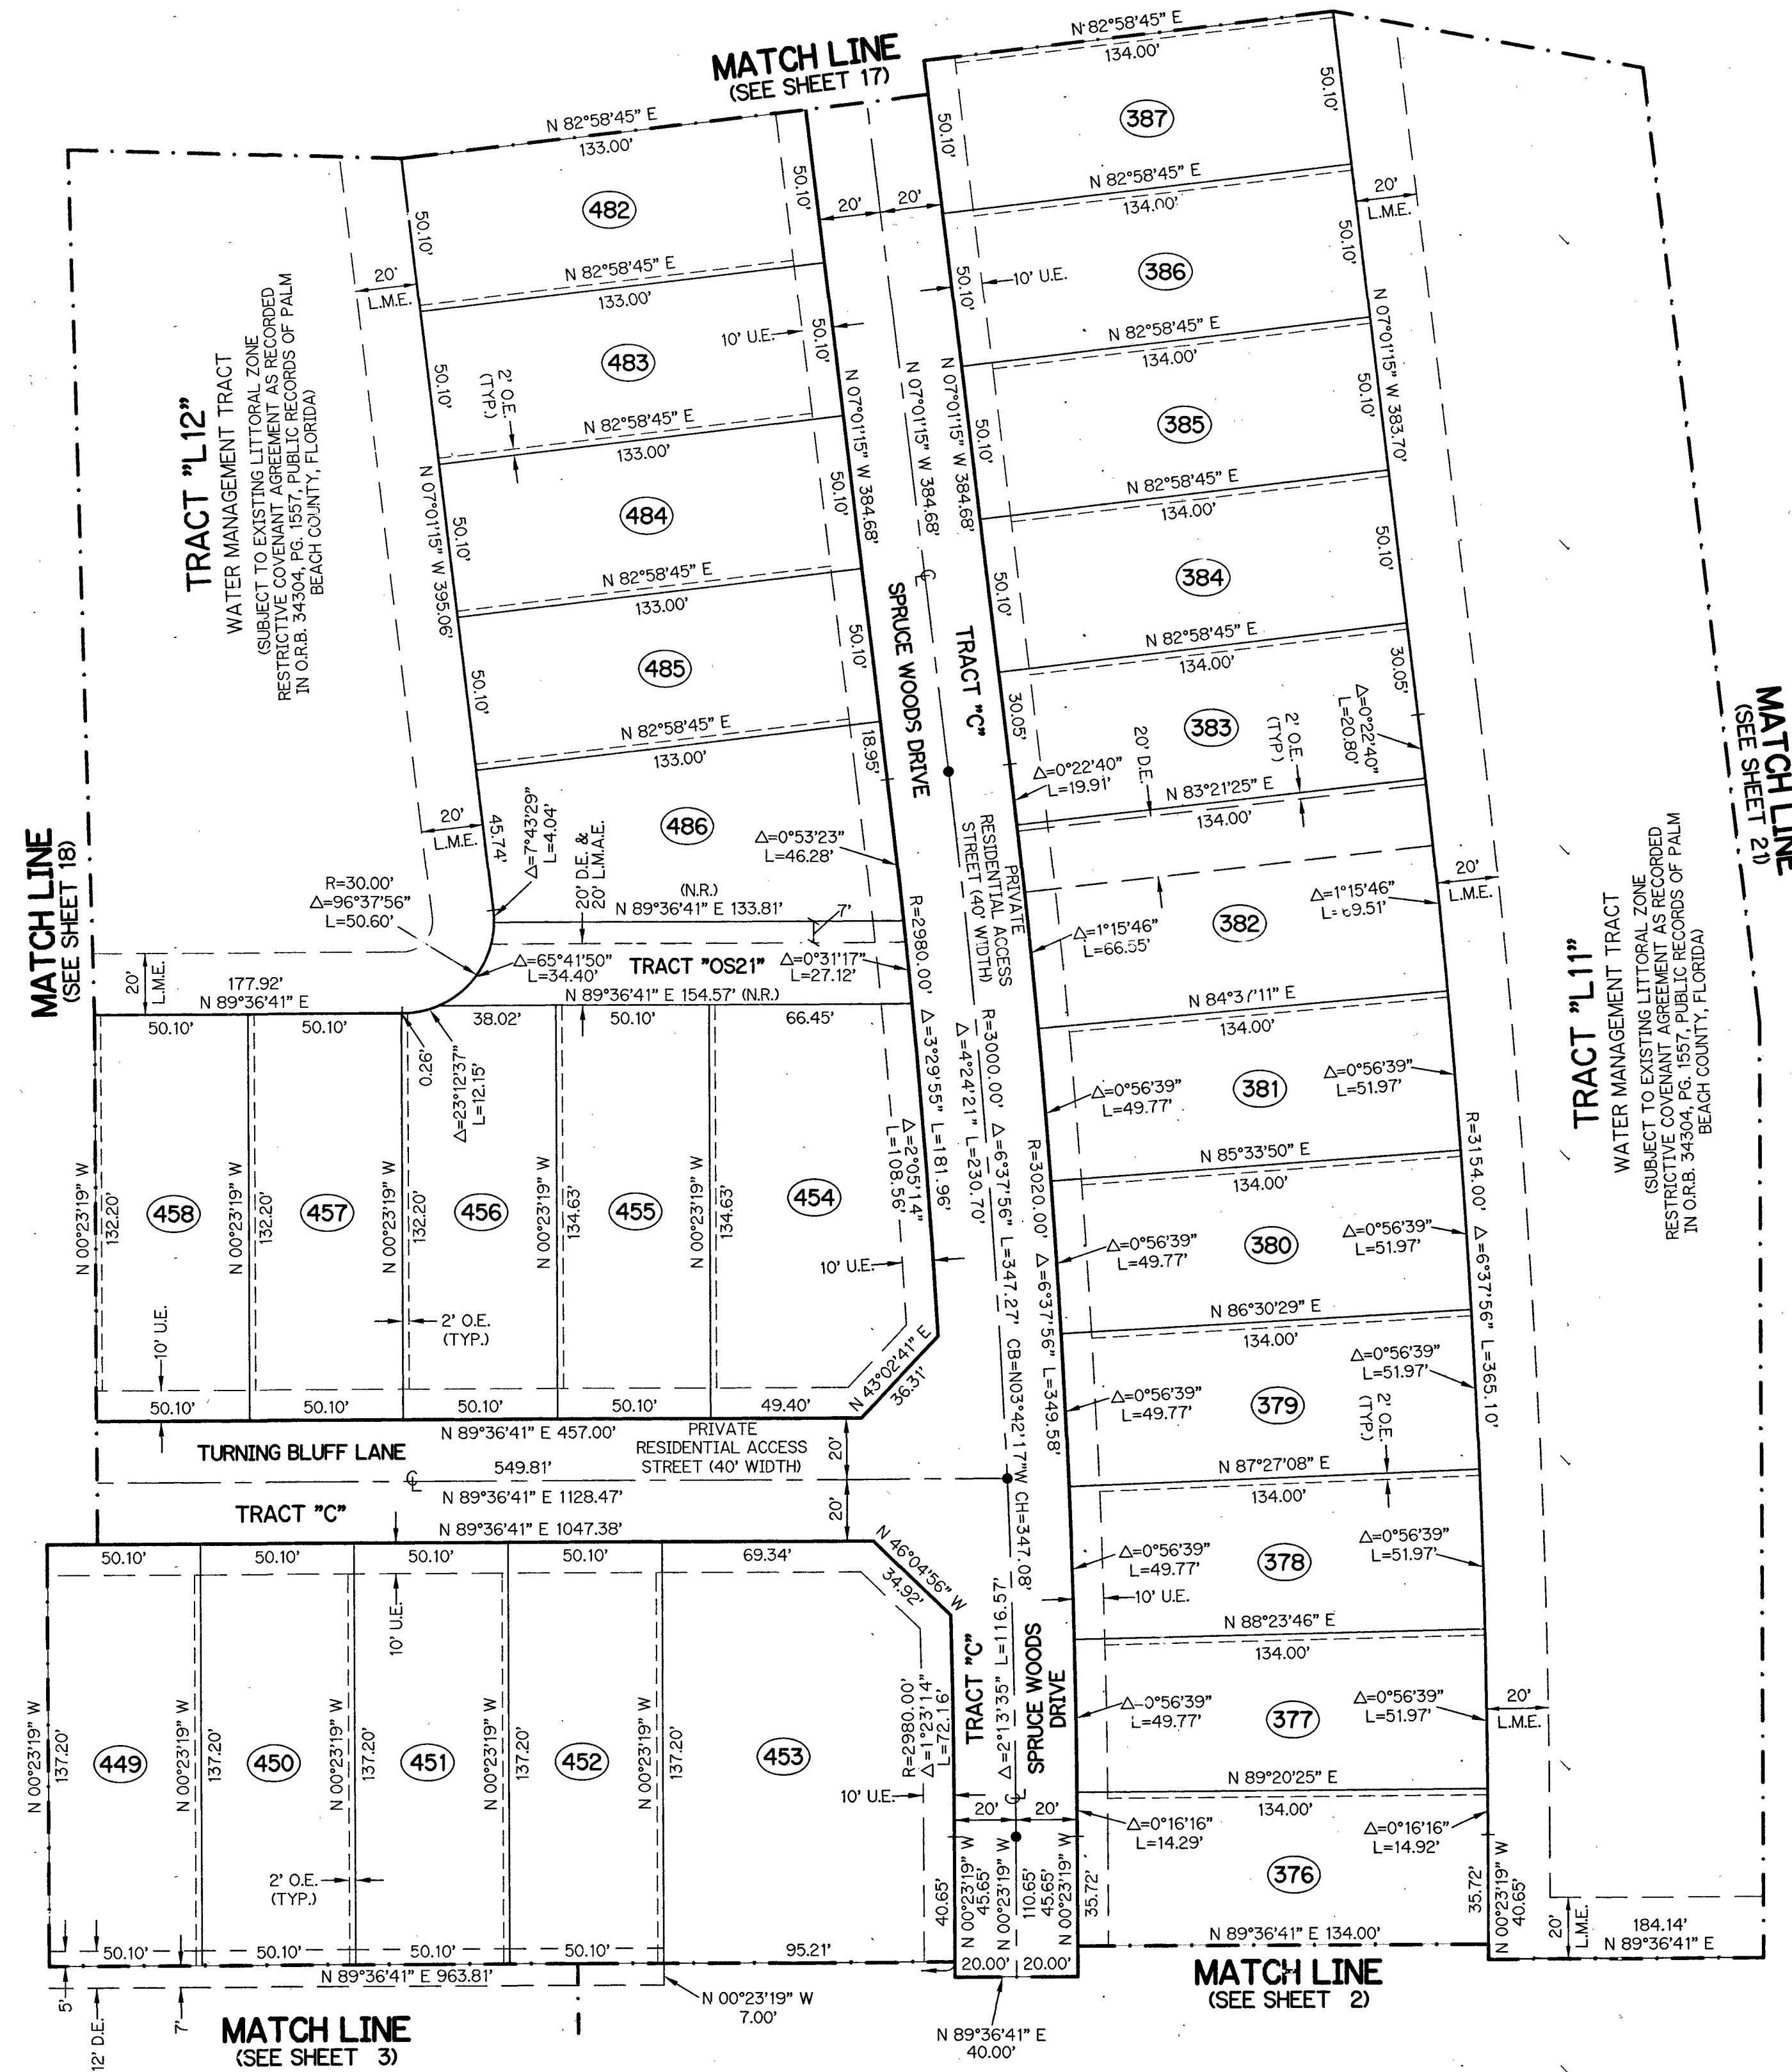 MATCH LINE
(SEE SHEET 17)
N 82°58'45" E
134.00'
387
50.10'
50.10'
N 82°58'45" E
134.00'
20'
L.M.E.
386
50.10'
50.10'
10' U.E.
N 82°58'45" E
134.00'
385
50.10'
50.10'
N 07°01'15" W 384.68'
N 07°01'15" W 383.70'
N 82°58'45" E
134.00'
384
50.10'
50.10'
N 82°58'45" E
134.00'
383
30.05'
30.05'
Δ=0°22'40"
L=19.91'
Δ=0°22'40"
L=20.80'
20' D.E.
2' O.E.
(TYP.)
N 83°21'25" E
134.00'
382
Δ=1°15'46"
L=66.55'
Δ=1°15'46"
20'
L.M.E.
N 84°37'11" E
134.00'
381
Δ=0°56'39"
L=49.77'
Δ=0°56'39"
L=51.97'
N 85°33'50" E
134.00'
380
Δ=0°56'39"
L=49.77'
Δ=0°56'39"
L=51.97'
N 86°30'29" E
134.00'
379
Δ=0°56'39"
L=49.77'
Δ=0°56'39"
L=51.97'
2' O.E.
(TYP.)
N 87°27'08" E
134.00'
378
Δ=0°56'39"
L=49.77'
Δ=0°56'39"
L=51.97'
10' U.E.
N 88°23'46" E
134.00'
377
Δ=0°56'39"
L=49.77'
Δ=0°56'39"
L=51.97'
20'
L.M.E.
N 89°20'25" E
134.00'
376
Δ=0°16'16"
L=14.29'
Δ=0°16'16"
L=14.92'
35.72'
35.72'
N 89°36'41" E 134.00'
N 00°23'19" W
40.65'
20'
L.M.E.
184.14'
N 89°36'41" E
R=3154.00' Δ=6°37'56" L=365.10'
R=3020.00' Δ=6°37'56" L=349.58'
MATCH LINE
(SEE SHEET 2)
MATCH LINE
(SEE SHEET 21)
TRACT "L11"
WATER MANAGEMENT TRACT
(SUBJECT TO EXISTING LITTORAL ZONE
RESTRICTIVE COVENANT AGREEMENT AS RECORDED
IN O.R.B. 34304, PG. 1557, PUBLIC RECORDS OF PALM
BEACH COUNTY, FLORIDA)
TRACT "L12"
WATER MANAGEMENT TRACT
(SUBJECT TO EXISTING LITTORAL ZONE
RESTRICTIVE COVENANT AGREEMENT AS RECORDED
IN O.R.B. 34304, PG. 1557, PUBLIC RECORDS OF PALM
BEACH COUNTY, FLORIDA)
MATCH LINE
(SEE SHEET 18)
N 82°58'45" E
133.00'
482
50.10'
50.10'
20'
20'
20'
L.M.E.
N 82°58'45" E
133.00'
483
50.10'
50.10'
10' U.E.
2' O.E.
(TYP.)
N 82°58'45" E
133.00'
484
50.10'
50.10'
N 07°01'15" W 395.06'
N 07°01'15" W 384.68'
N 07°01'15" W 384.68'
N 82°58'45" E
133.00'
485
50.10'
50.10'
N 82°58'45" E
133.00'
486
18.95'
45.74'
20'
L.M.E.
Δ=7°43'29"
L=4.04'
20' D.E. &
20' L.M.A.E.
Δ=0°53'23"
L=46.28'
(N.R.)
N 89°36'41" E 133.81'
7'
R=30.00'
Δ=96°37'56"
L=50.60'
Δ=65°41'50"
L=34.40'
TRACT "OS21"
Δ=0°31'17"
L=27.12'
N 89°36'41" E 154.57' (N.R.)
SPRUCE WOODS DRIVE
℄
TRACT "C"
PRIVATE
RESIDENTIAL ACCESS
STREET (40' WIDTH)
R=2980.00' Δ=3°29'55" L=181.96'
Δ=2°05'14"
L=108.56'
R=3000.00' Δ=6°37'56" L=347.27' CB=N03°42'17"W CH=347.08'
Δ=4°24'21" L=230.70'
20'
L.M.E.
177.92'
N 89°36'41" E
50.10'
50.10'
0.26'
Δ=23°12'37"
L=12.15'
38.02'
50.10'
66.45'
N 00°23'19" W
132.20'
458
N 00°23'19" W
132.20'
457
N 00°23'19" W
132.20'
456
N 00°23'19" W
134.63'
455
N 00°23'19" W
134.63'
454
10' U.E.
10' U.E.
2' O.E.
(TYP.)
N 43°02'41" E
36.31'
50.10'
50.10'
50.10'
50.10'
49.40'
N 89°36'41" E 457.00'
TURNING BLUFF LANE
PRIVATE
RESIDENTIAL ACCESS
STREET (40' WIDTH)
20'
549.81'
℄
N 89°36'41" E 1128.47'
20'
TRACT "C"
N 89°36'41" E 1047.38'
50.10'
50.10'
50.10'
50.10'
69.34'
N 46°04'56" W
34.92'
10' U.E.
N 00°23'19" W
137.20'
449
N 00°23'19" W
137.20'
450
N 00°23'19" W
137.20'
451
N 00°23'19" W
137.20'
452
N 00°23'19" W
137.20'
453
R=2980.00'
Δ=1°23'14"
L=72.16'
TRACT "C"
Δ=2°13'35" L=116.57'
SPRUCE WOODS
DRIVE
℄
10' U.E.
20'
20'
2' O.E.
(TYP.)
40.65'
N 00°23'19" W
45.65'
N 00°23'19" W
110.65'
45.65'
N 00°23'19" W
50.10'
50.10'
50.10'
50.10'
95.21'
20.00'
20.00'
N 89°36'41" E 963.81'
5'
12' D.E.
7'
N 00°23'19" W
7.00'
N 89°36'41" E
40.00'
MATCH LINE
(SEE SHEET 3)